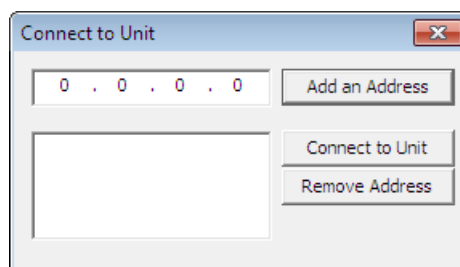 Connect to Unit
0 . 0 . 0 . 0
Add an Address
Connect to Unit
Remove Address